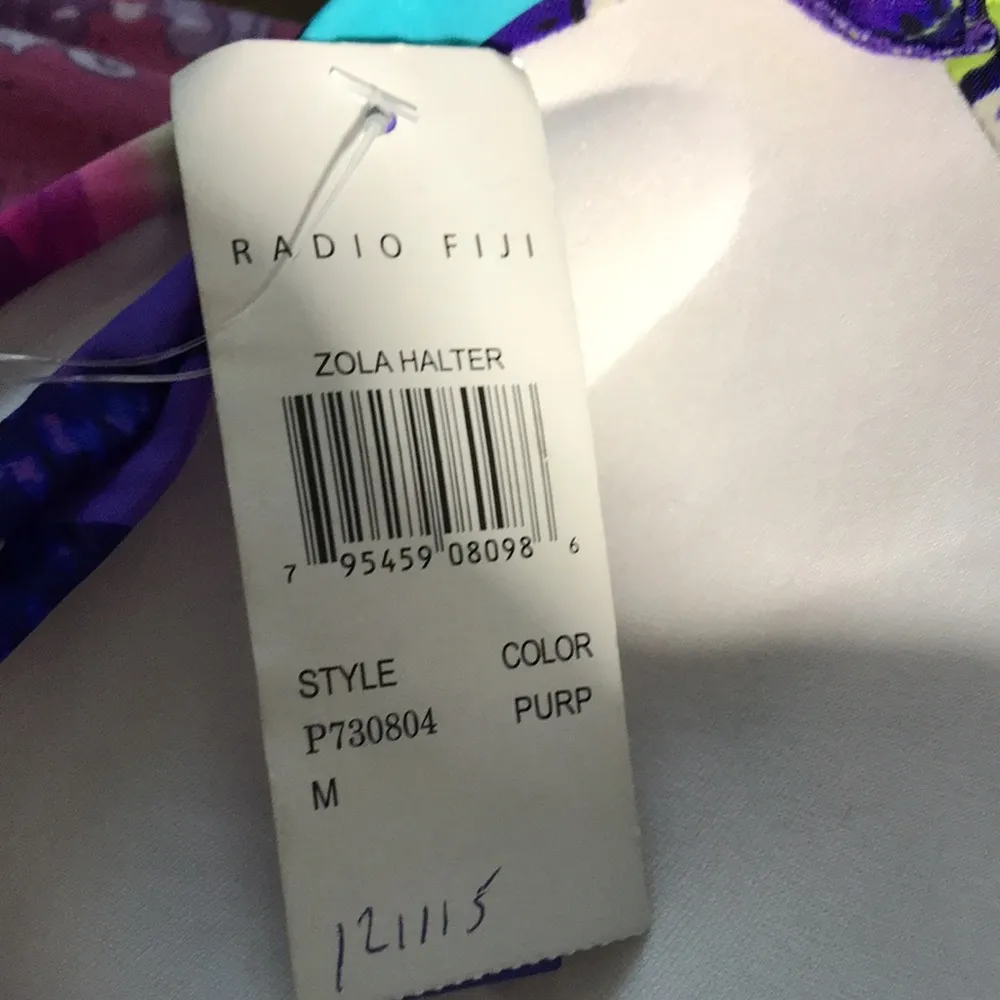 RADIO FIJI
ZOLA HALTER
7 95459 08098 6
STYLE COLOR
P730804 PURP
M
121115